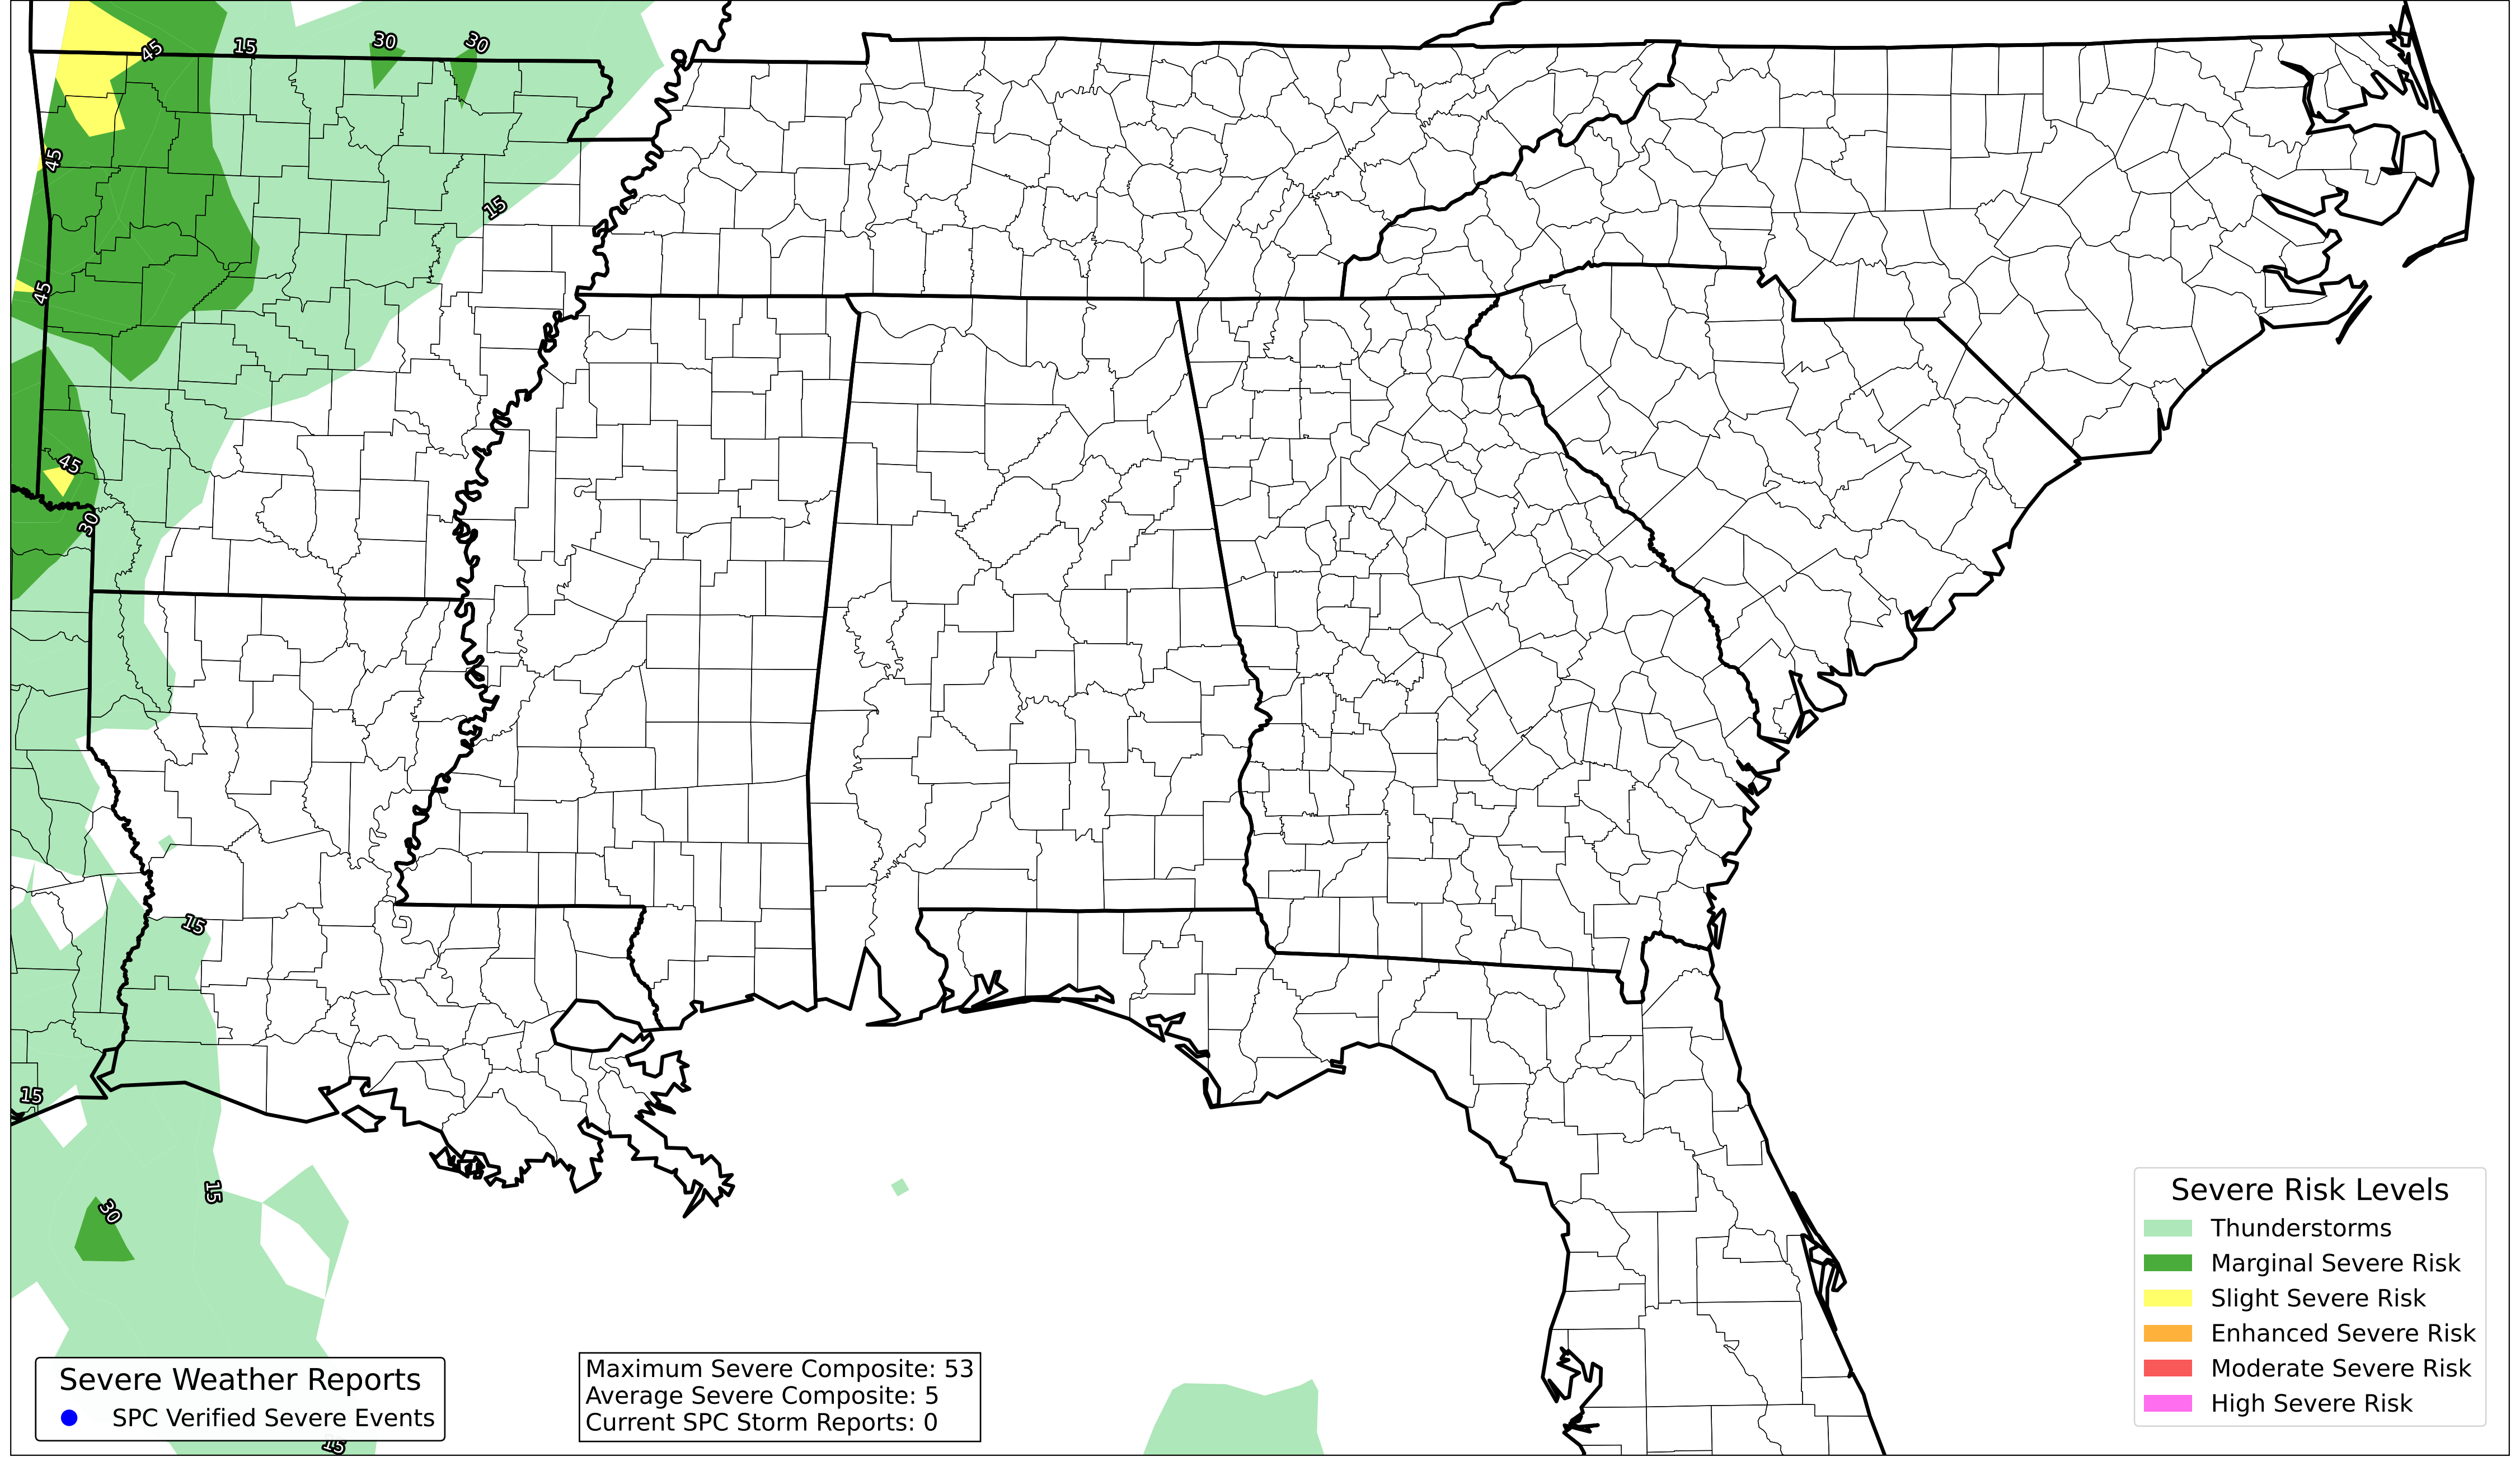 45
15
30
30
45
15
45
45
30
15
15
15
30
15
Severe Risk Levels
Thunderstorms
Marginal Severe Risk
Slight Severe Risk
Enhanced Severe Risk
Moderate Severe Risk
High Severe Risk
Severe Weather Reports
SPC Verified Severe Events
Maximum Severe Composite: 53
Average Severe Composite: 5
Current SPC Storm Reports: 0